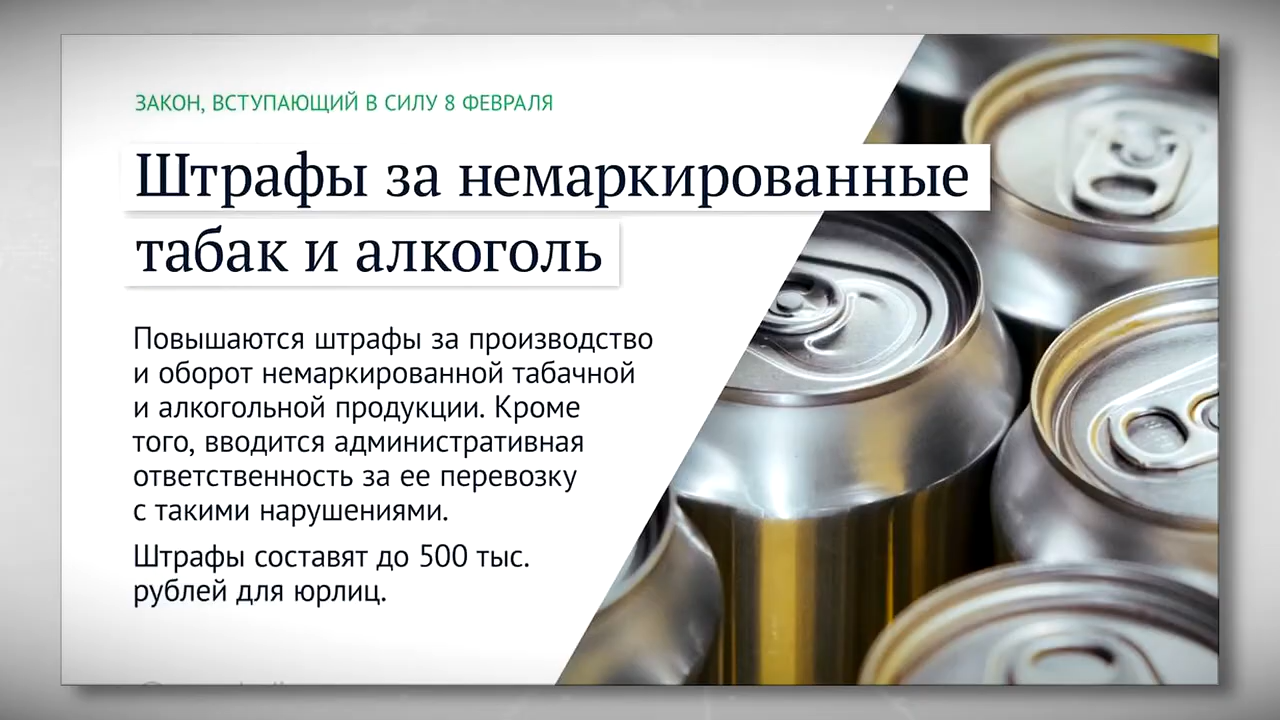 ЗАКОН, ВСТУПАЮЩИЙ В СИЛУ 8 ФЕВРАЛЯ
Штрафы за немаркированные
табак и алкоголь
Повышаются штрафы за производство
и оборот немаркированной табачной
и алкогольной продукции. Кроме
того, вводится административная
ответственность за ее перевозку
с такими нарушениями.
Штрафы составят до 500 тыс.
рублей для юрлиц.